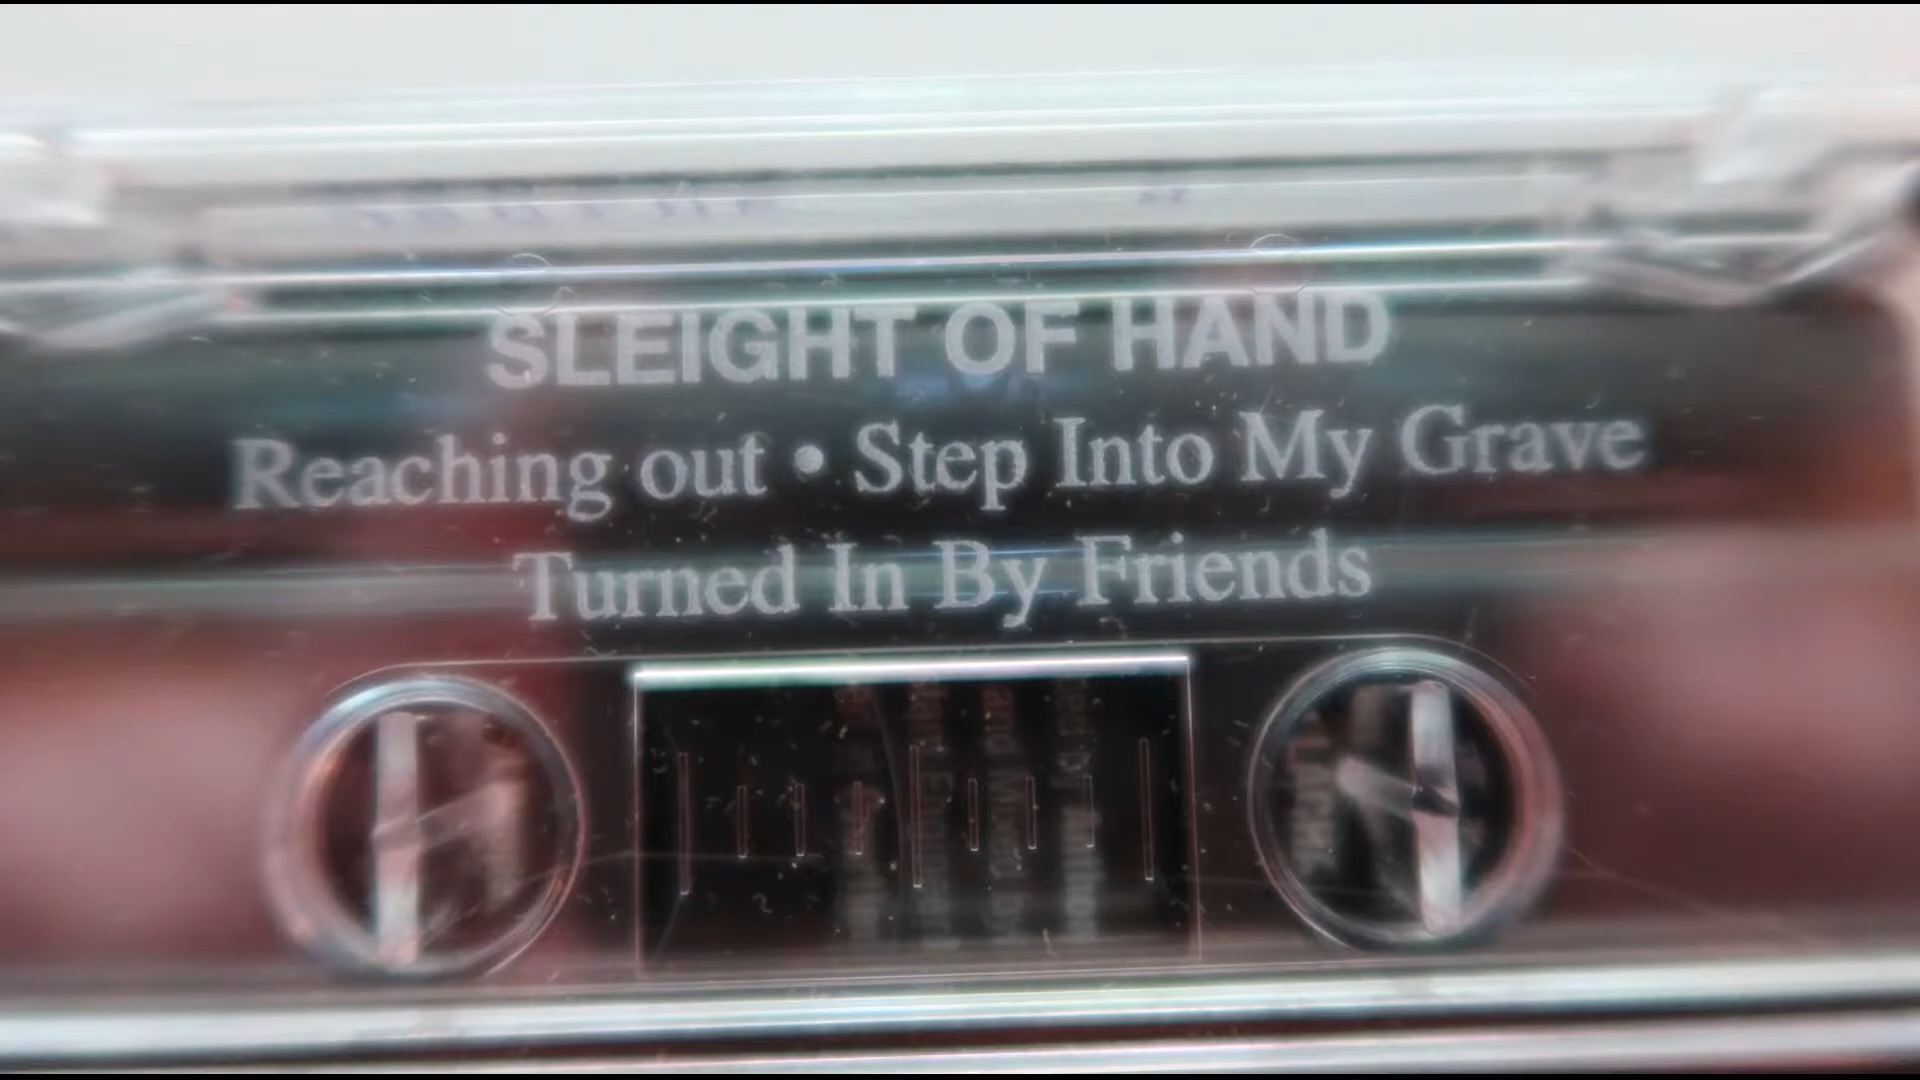 SLEIGHT OF HAND
Reaching out • Step Into My Grave
Turned In By Friends